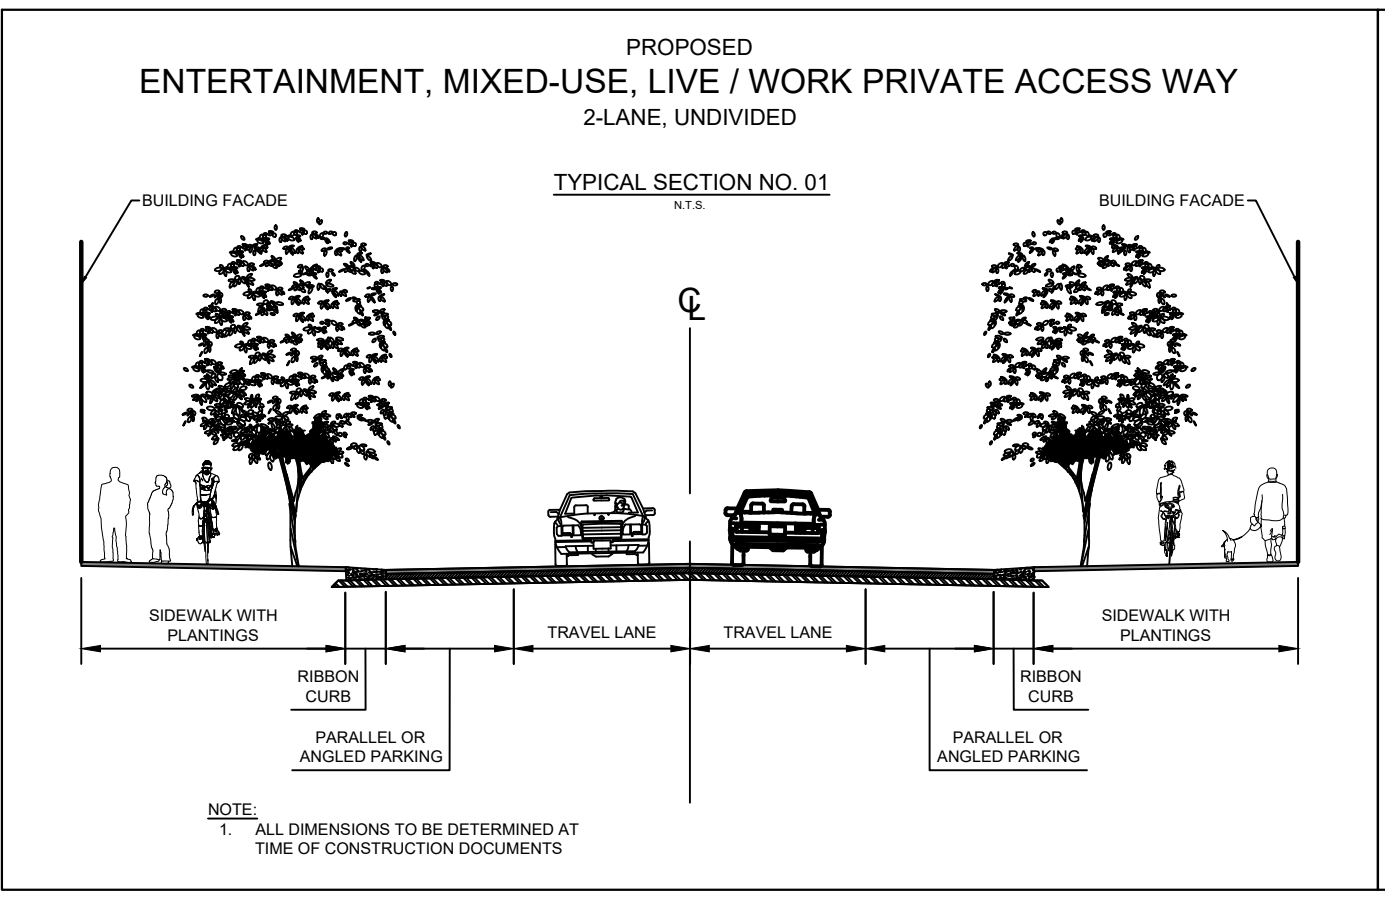 PROPOSED
ENTERTAINMENT, MIXED-USE, LIVE / WORK PRIVATE ACCESS WAY
2-LANE, UNDIVIDED
TYPICAL SECTION NO. 01
N.T.S.
BUILDING FACADE
BUILDING FACADE
℄
SIDEWALK WITH
PLANTINGS
TRAVEL LANE
TRAVEL LANE
SIDEWALK WITH
PLANTINGS
RIBBON
CURB
RIBBON
CURB
PARALLEL OR
ANGLED PARKING
PARALLEL OR
ANGLED PARKING
NOTE:
1. ALL DIMENSIONS TO BE DETERMINED AT
TIME OF CONSTRUCTION DOCUMENTS